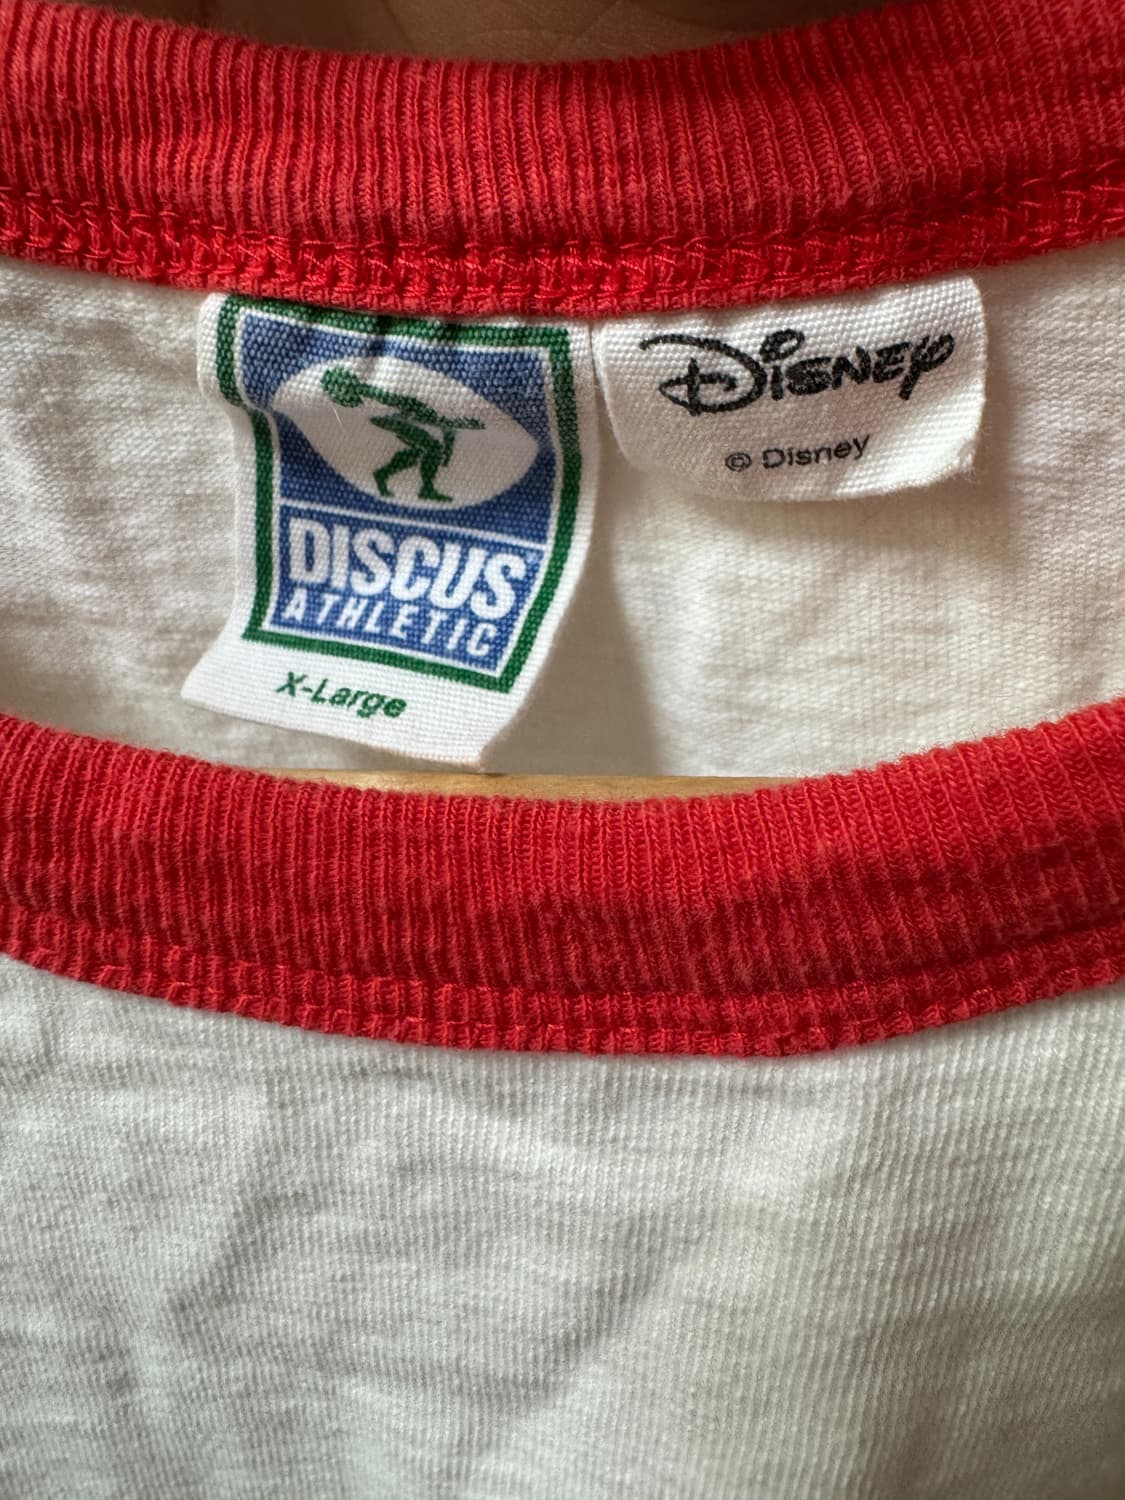 DISCUS
ATHLETIC
X-Large
Disney
© Disney